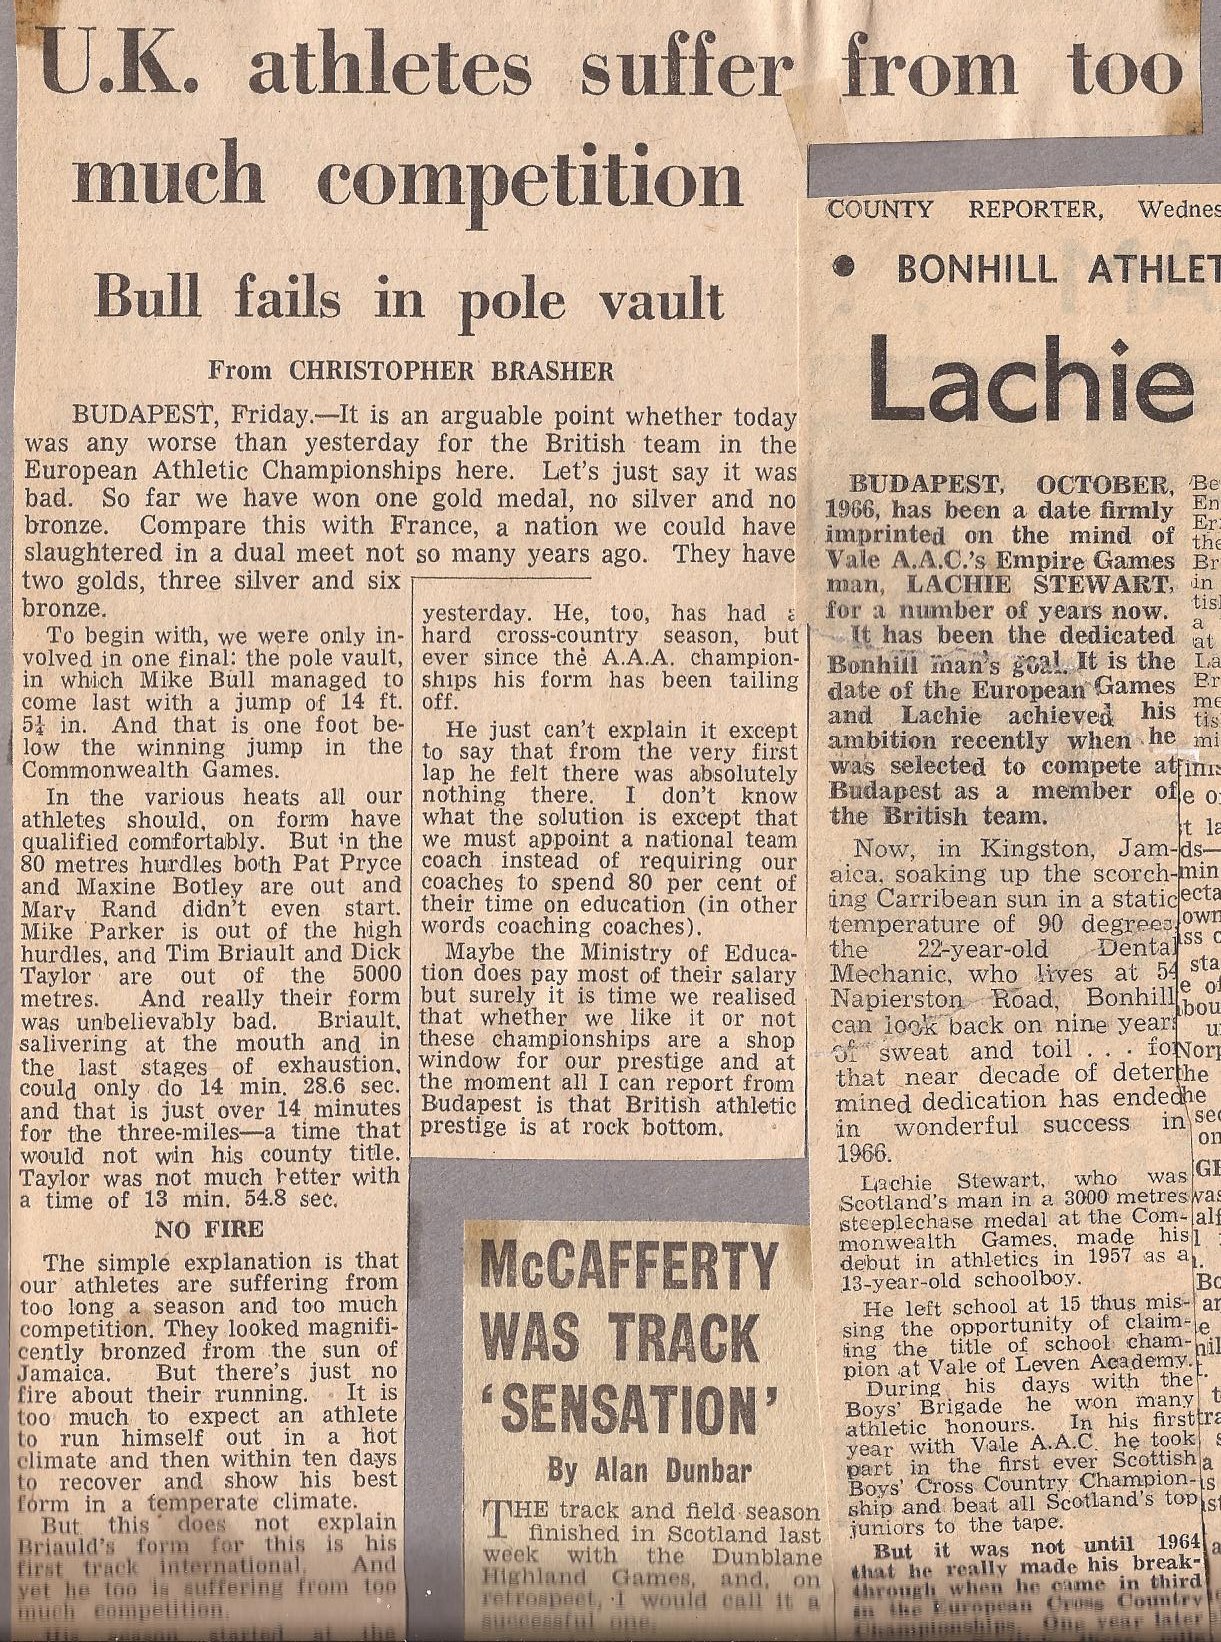 U.K. athletes suffer from too
much competition
Bull fails in pole vault
From CHRISTOPHER BRASHER
BUDAPEST, Friday.—It is an arguable point whether today
was any worse than yesterday for the British team in the
European Athletic Championships here. Let's just say it was
bad. So far we have won one gold medal, no silver and no
bronze. Compare this with France, a nation we could have
slaughtered in a dual meet not so many years ago. They have
two golds, three silver and six
bronze.
To begin with, we were only in-
volved in one final: the pole vault,
in which Mike Bull managed to
come last with a jump of 14 ft.
5¼ in. And that is one foot be-
low the winning jump in the
Commonwealth Games.
In the various heats all our
athletes should, on form have
qualified comfortably. But in the
80 metres hurdles both Pat Pryce
and Maxine Botley are out and
Mary Rand didn't even start.
Mike Parker is out of the high
hurdles, and Tim Briault and Dick
Taylor are out of the 5000
metres. And really their form
was unbelievably bad. Briault,
salivering at the mouth and in
the last stages of exhaustion,
could only do 14 min. 28.6 sec.
and that is just over 14 minutes
for the three-miles—a time that
would not win his county title.
Taylor was not much better with
a time of 13 min. 54.8 sec.
NO FIRE
The simple explanation is that
our athletes are suffering from
too long a season and too much
competition. They looked magnifi-
cently bronzed from the sun of
Jamaica. But there's just no
fire about their running. It is
too much to expect an athlete
to run himself out in a hot
climate and then within ten days
to recover and show his best
form in a temperate climate.
But this does not explain
Briauld's form for this is his
first track international. And
yet he too is suffering from too
much competition.
His season started at the
yesterday. He, too, has had a
hard cross-country season, but
ever since the A.A.A. champion-
ships his form has been tailing
off.
He just can't explain it except
to say that from the very first
lap he felt there was absolutely
nothing there. I don't know
what the solution is except that
we must appoint a national team
coach instead of requiring our
coaches to spend 80 per cent of
their time on education (in other
words coaching coaches).
Maybe the Ministry of Educa-
tion does pay most of their salary
but surely it is time we realised
that whether we like it or not
these championships are a shop
window for our prestige and at
the moment all I can report from
Budapest is that British athletic
prestige is at rock bottom.
McCAFFERTY
WAS TRACK
'SENSATION'
By Alan Dunbar
THE track and field season
finished in Scotland last
week with the Dunblane
Highland Games, and, on
retrospect, I would call it a
successful one.
COUNTY REPORTER, Wednes
• BONHILL ATHLET
Lachie
BUDAPEST, OCTOBER,
1966, has been a date firmly
imprinted on the mind of
Vale A.A.C.'s Empire Games
man, LACHIE STEWART,
for a number of years now.
It has been the dedicated
Bonhill man's goal. It is the
date of the European Games
and Lachie achieved his
ambition recently when he
was selected to compete at
Budapest as a member of
the British team.
Now, in Kingston, Jam-
aica, soaking up the scorch-
ing Carribean sun in a static
temperature of 90 degrees,
the 22-year-old Dental
Mechanic, who lives at 54
Napierston Road, Bonhill
can look back on nine years
of sweat and toil . . . for
that near decade of deter
mined dedication has ended
in wonderful success in
1966.
Lachie Stewart, who was
Scotland's man in a 3000 metres
steeplechase medal at the Com-
monwealth Games, made his
debut in athletics in 1957 as a
13-year-old schoolboy.
He left school at 15 thus mis-
sing the opportunity of claim-
ing the title of school cham-
pion at Vale of Leven Academy.
During his days with the
Boys' Brigade he won many
athletic honours. In his first
year with Vale A.A.C. he took
part in the first ever Scottish
Boys' Cross Country Champion-
ship and beat all Scotland's top
juniors to the tape.
But it was not until 1964
that he really made his break-
through when he came in third
in the European Cross Country
Championships. One year later